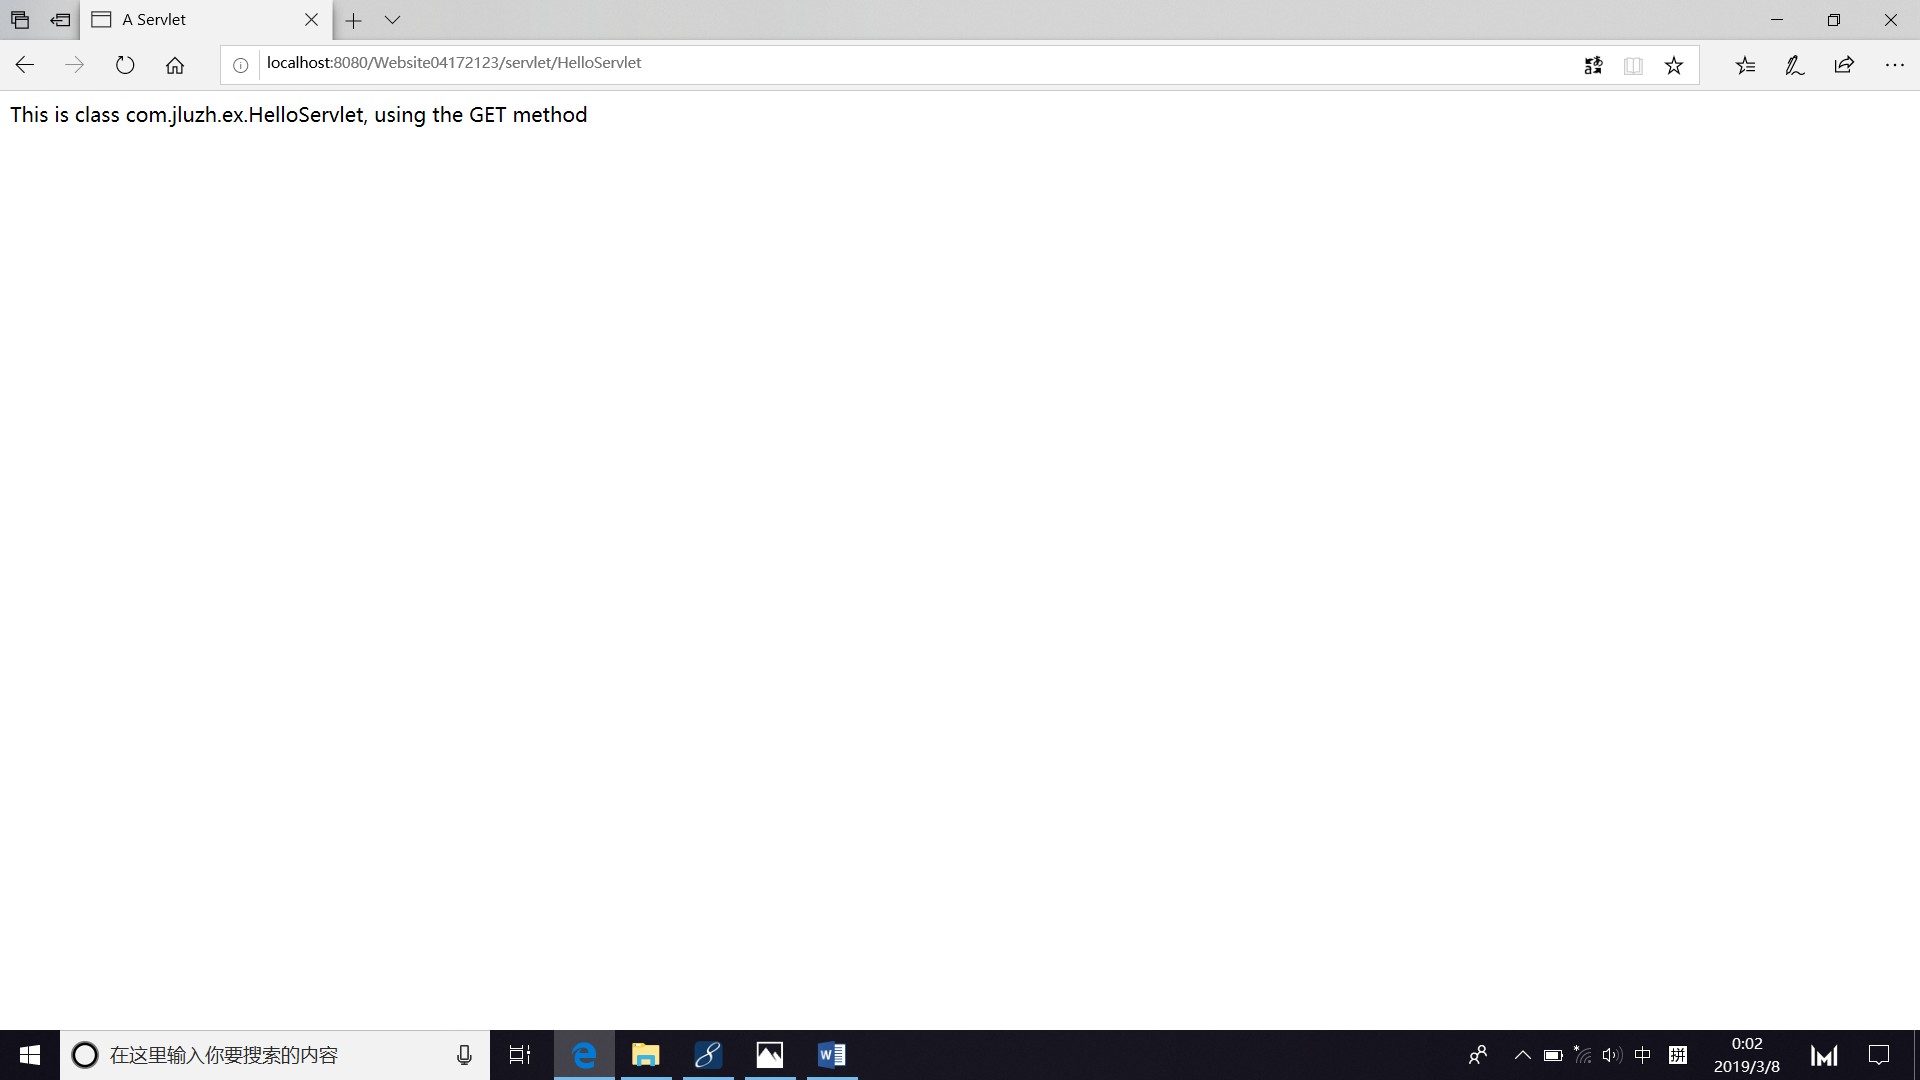 A Servlet
localhost:8080/Website04172123/servlet/HelloServlet
This is class com.jluzh.ex.HelloServlet, using the GET method
在这里输入你要搜索的内容
中
拼
0:02
2019/3/8